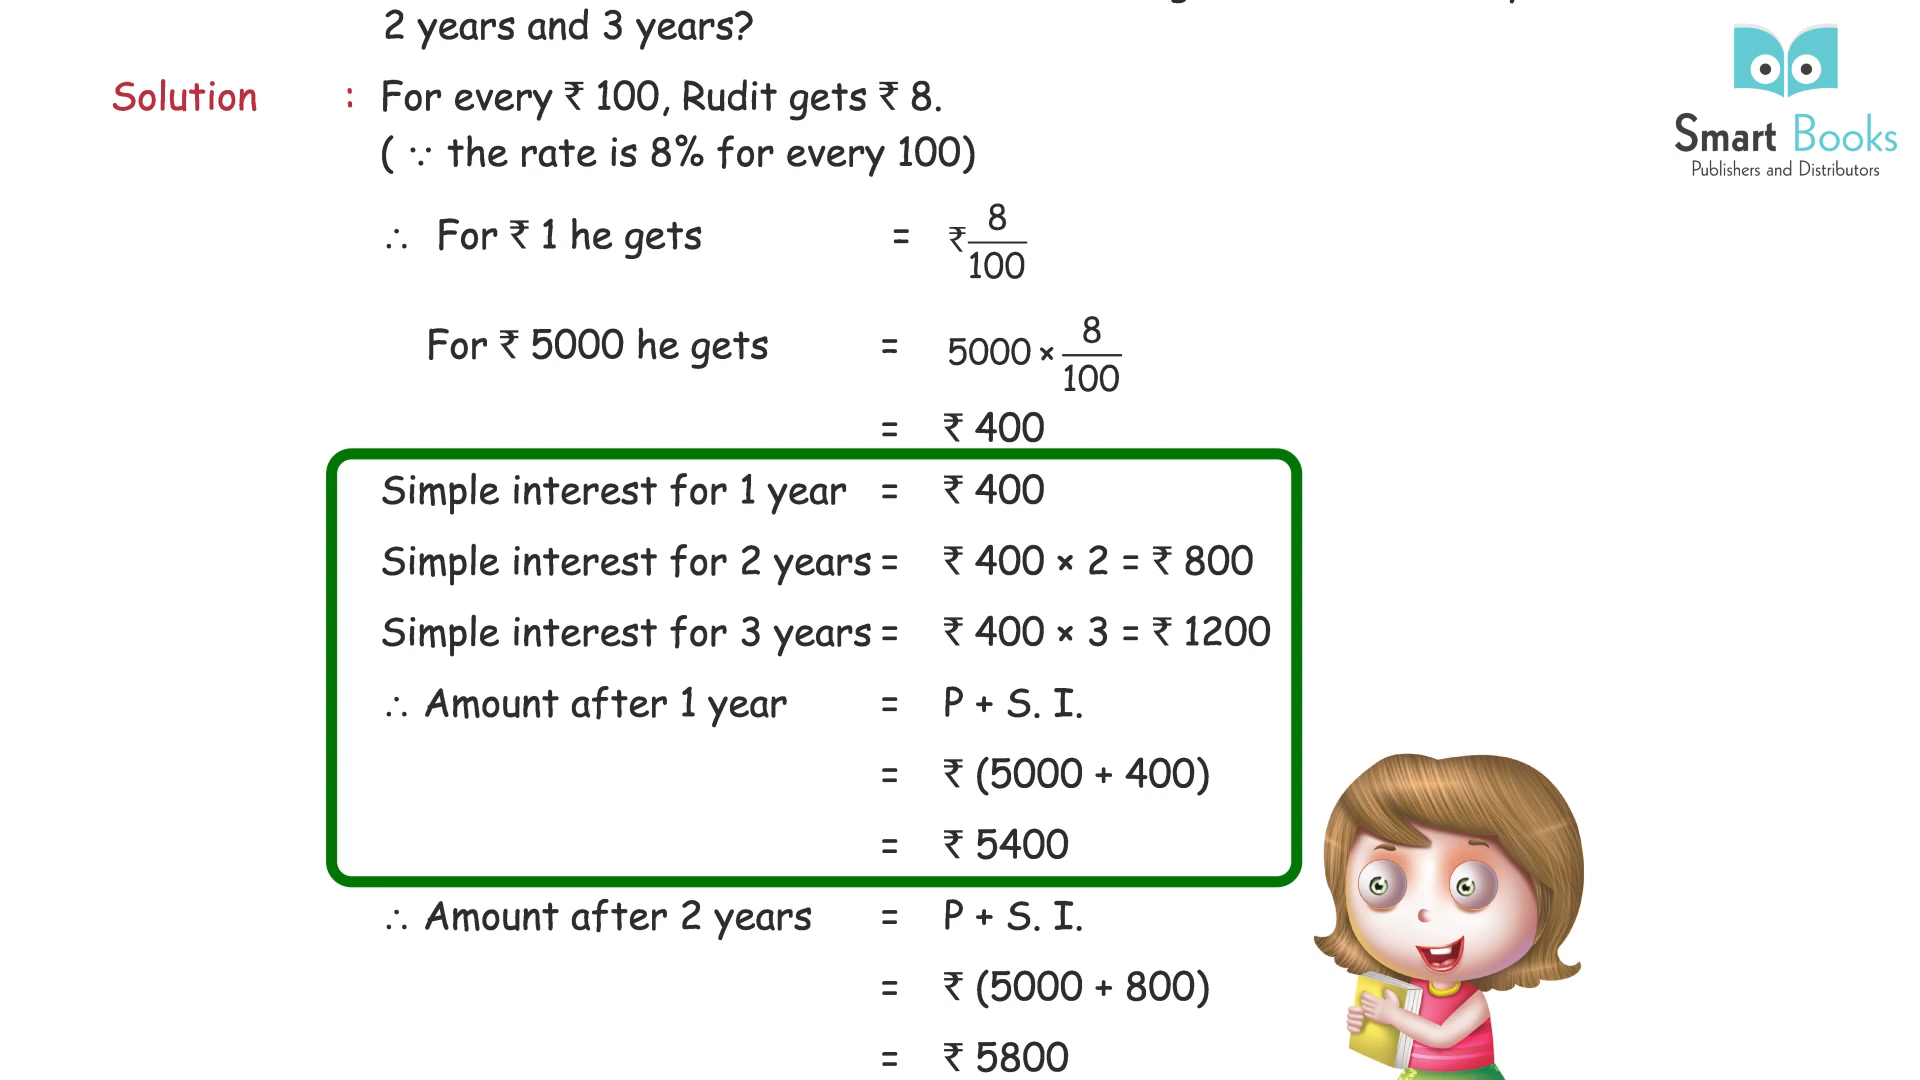 2 years and 3 years?
Solution : For every ₹ 100, Rudit gets ₹ 8.
( ∵ the rate is 8% for every 100)
∴ For ₹ 1 he gets = ₹ 8/100
For ₹ 5000 he gets = 5000 × 8/100
= ₹ 400
Simple interest for 1 year = ₹ 400
Simple interest for 2 years = ₹ 400 × 2 = ₹ 800
Simple interest for 3 years = ₹ 400 × 3 = ₹ 1200
∴ Amount after 1 year = P + S. I.
= ₹ (5000 + 400)
= ₹ 5400
∴ Amount after 2 years = P + S. I.
= ₹ (5000 + 800)
= ₹ 5800
Smart Books
Publishers and Distributors